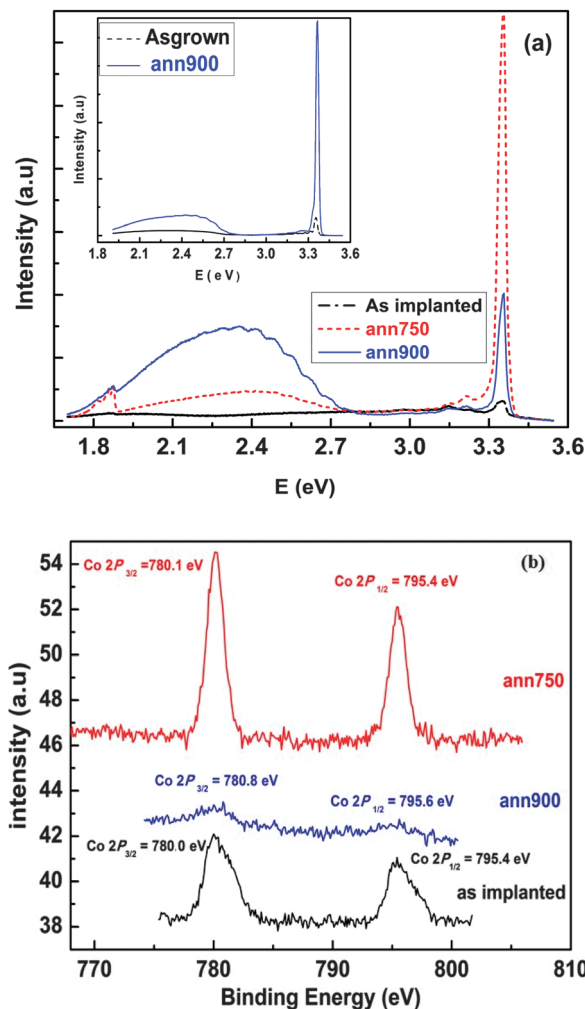 (a)
Asgrown
ann900
Intensity (a.u)
1.8 2.1 2.4 2.7 3.0 3.3 3.6
E ( e V)
As implanted
ann750
ann900
Intensity (a.u)
1.8 2.1 2.4 2.7 3.0 3.3 3.6
E (eV)
(b)
Co 2P3/2 =780.1 eV
Co 2P1/2 =795.4 eV
ann750
Co 2P3/2 =780.8 eV
Co 2P1/2 =795.6 eV
ann900
Co 2P3/2 =780.0 eV
Co 2P1/2 =795.4 eV
as implanted
intensity (a.u)
54
52
50
48
46
44
42
40
38
770 780 790 800 810
Binding Energy (eV)